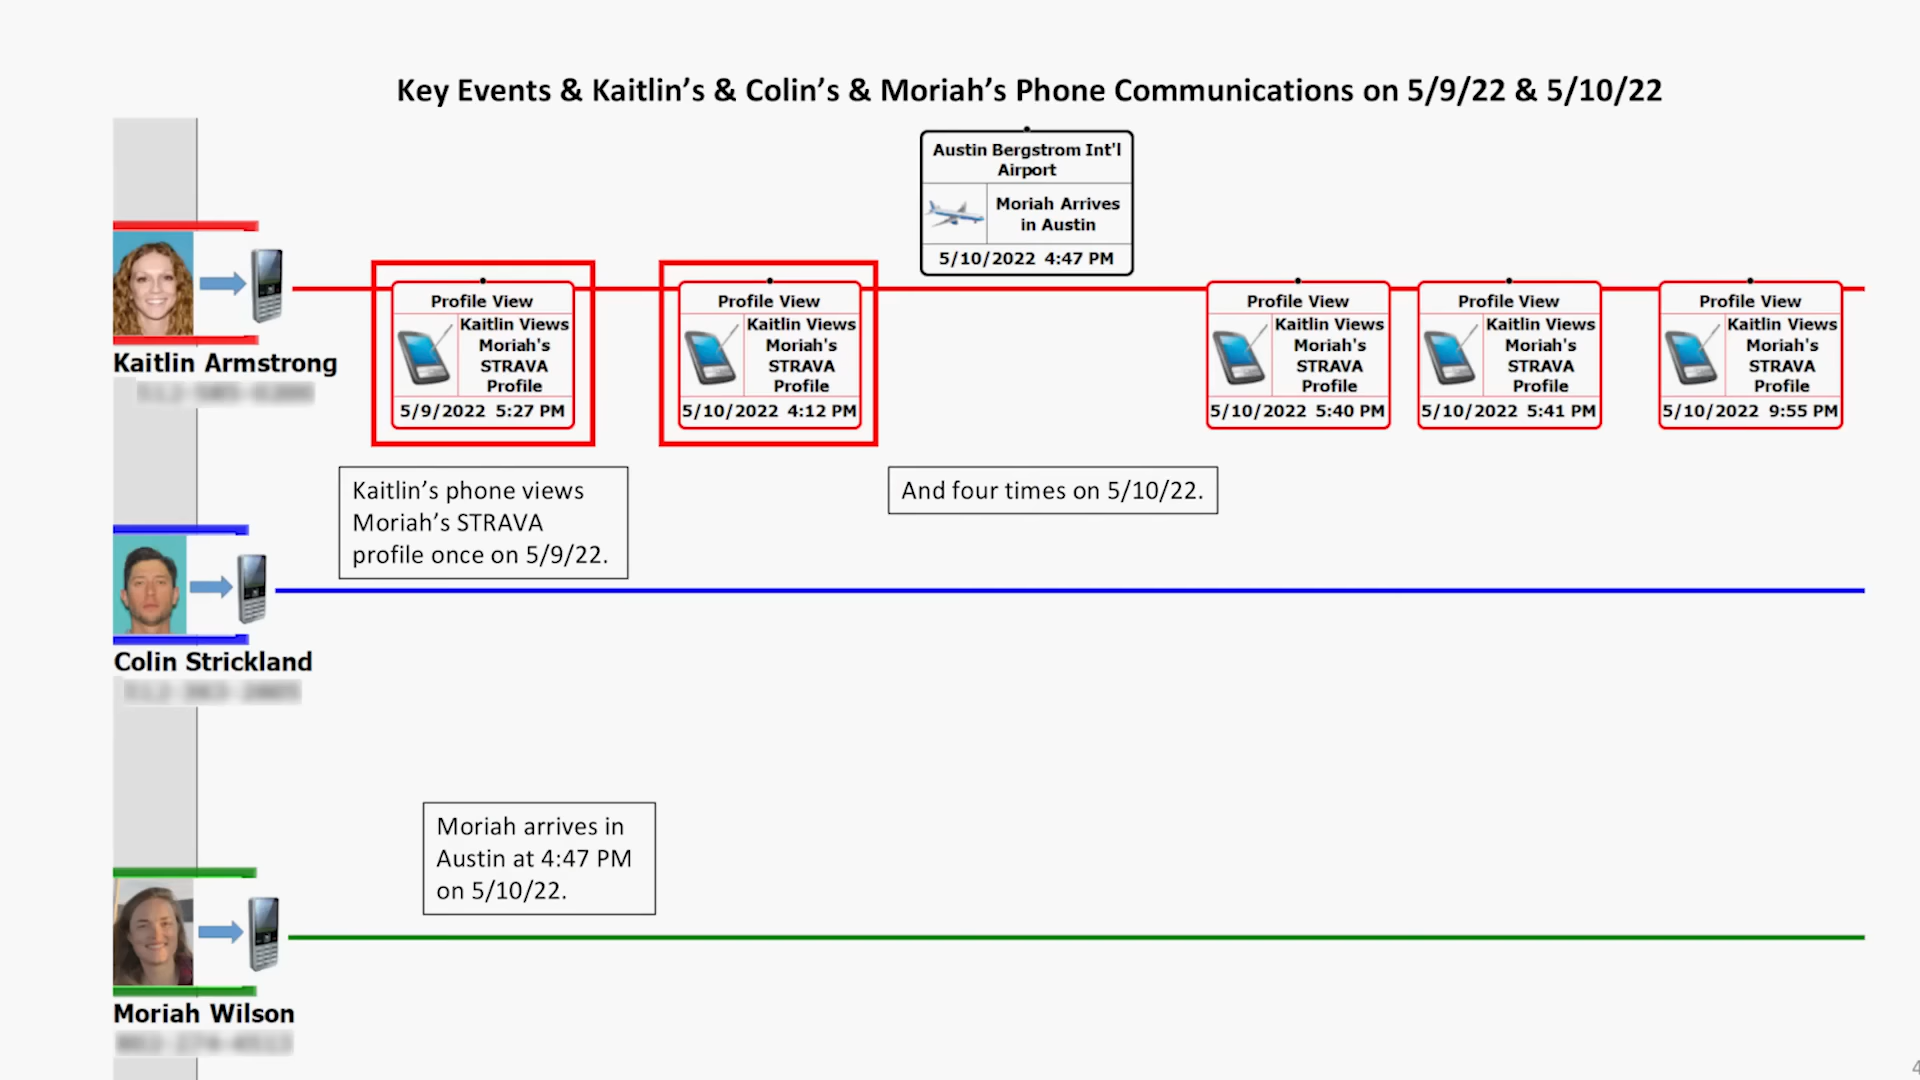 Key Events & Kaitlin’s & Colin’s & Moriah’s Phone Communications on 5/9/22 & 5/10/22
Austin Bergstrom Int'l
Airport
Moriah Arrives
in Austin
5/10/2022 4:47 PM
Profile View
Kaitlin Views
Moriah's
STRAVA
Profile
5/9/2022 5:27 PM
Profile View
Kaitlin Views
Moriah's
STRAVA
Profile
5/10/2022 4:12 PM
Profile View
Kaitlin Views
Moriah's
STRAVA
Profile
5/10/2022 5:40 PM
Profile View
Kaitlin Views
Moriah's
STRAVA
Profile
5/10/2022 5:41 PM
Profile View
Kaitlin Views
Moriah's
STRAVA
Profile
5/10/2022 9:55 PM
Kaitlin Armstrong
Kaitlin’s phone views
Moriah’s STRAVA
profile once on 5/9/22.
And four times on 5/10/22.
Colin Strickland
Moriah arrives in
Austin at 4:47 PM
on 5/10/22.
Moriah Wilson
4